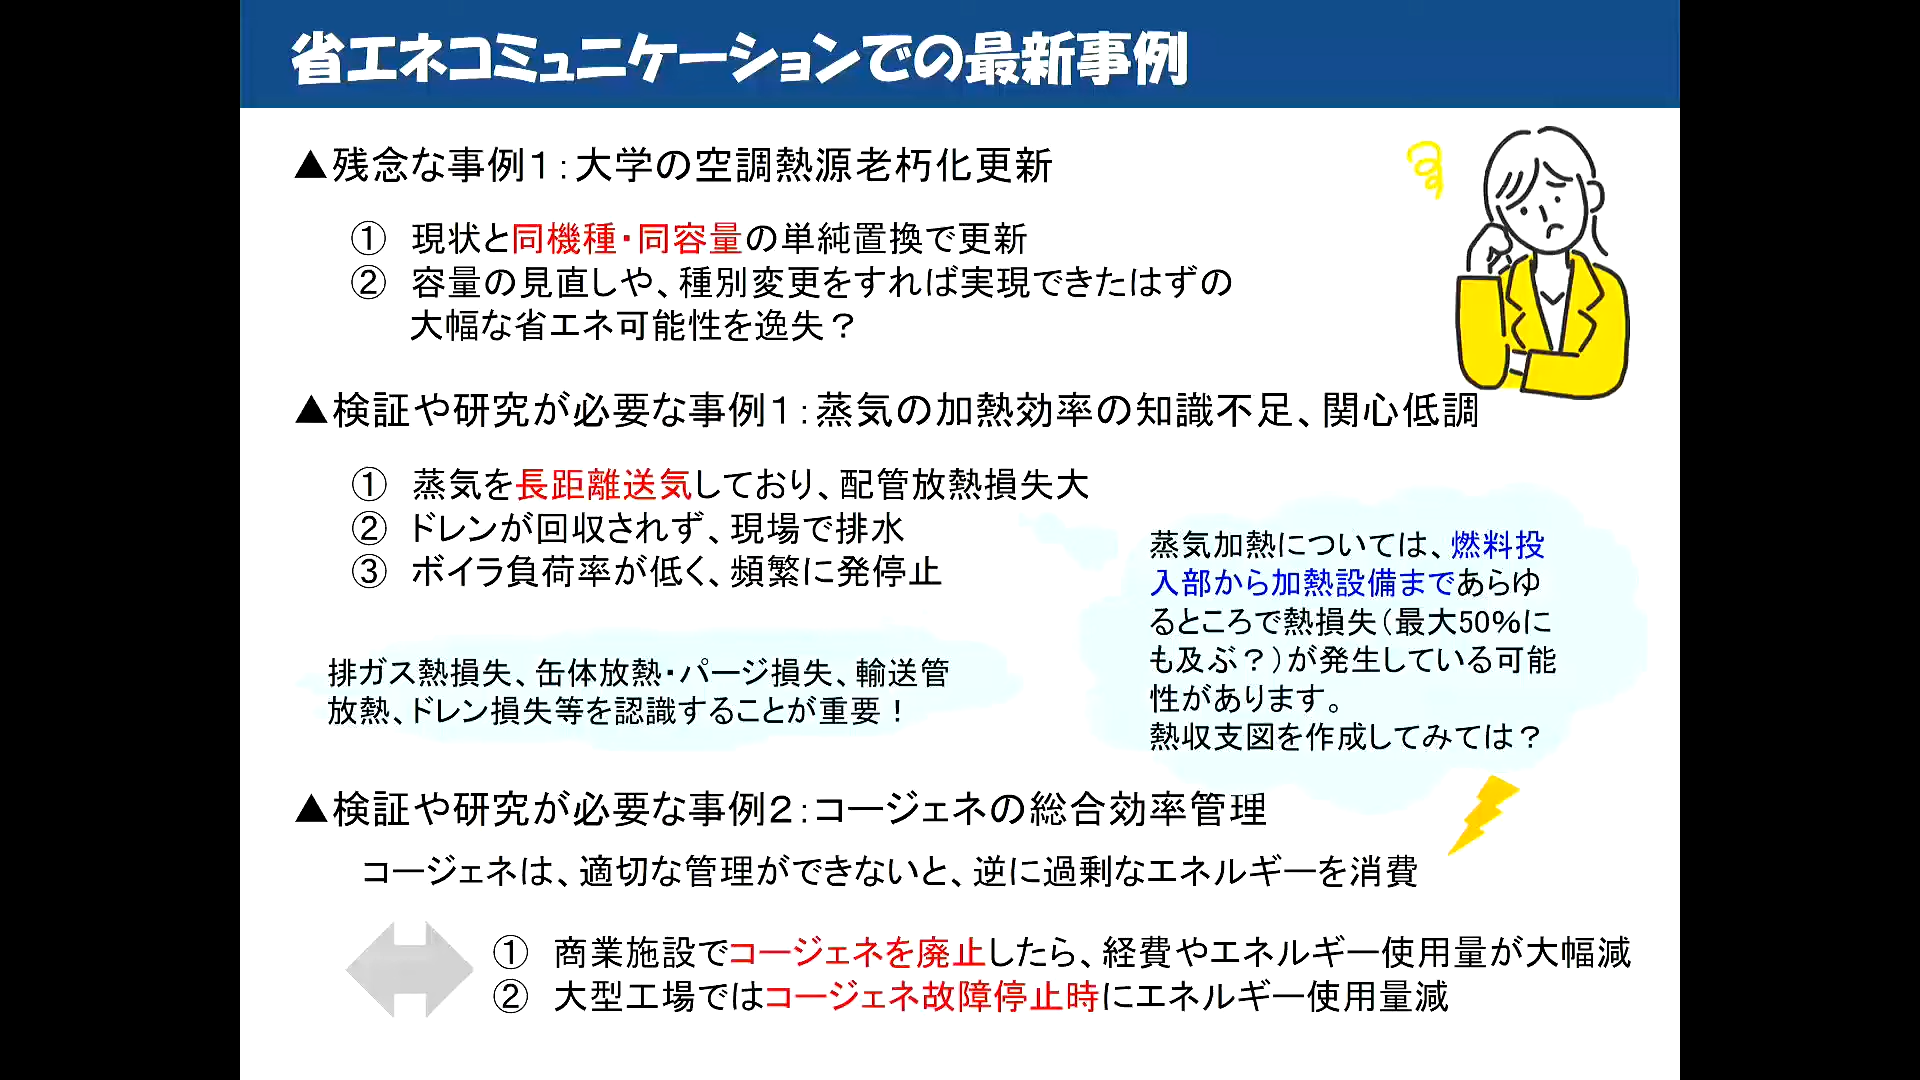 省エネコミュニケーションでの最新事例
▲残念な事例１：大学の空調熱源老朽化更新
① 現状と同機種・同容量の単純置換で更新
② 容量の見直しや、種別変更をすれば実現できたはずの
大幅な省エネ可能性を逸失？
▲検証や研究が必要な事例１：蒸気の加熱効率の知識不足、関心低調
① 蒸気を長距離送気しており、配管放熱損失大
② ドレンが回収されず、現場で排水
③ ボイラ負荷率が低く、頻繁に発停止
蒸気加熱については、燃料投
入部から加熱設備まであらゆ
るところで熱損失（最大50%に
も及ぶ？）が発生している可能
性があります。
熱収支図を作成してみては？
排ガス熱損失、缶体放熱・パージ損失、輸送管
放熱、ドレン損失等を認識することが重要！
▲検証や研究が必要な事例２：コージェネの総合効率管理
コージェネは、適切な管理ができないと、逆に過剰なエネルギーを消費
① 商業施設でコージェネを廃止したら、経費やエネルギー使用量が大幅減
② 大型工場ではコージェネ故障停止時にエネルギー使用量減